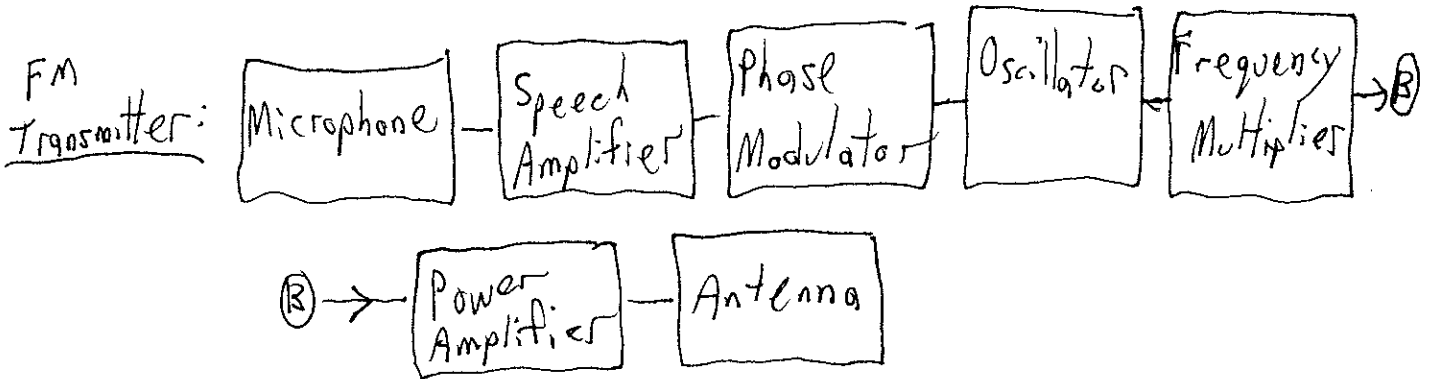 FM
Transmitter:
Microphone
Speech
Amplifier
Phase
Modulator
Oscillator
Frequency
Multiplier
B
B
Power
Amplifier
Antenna